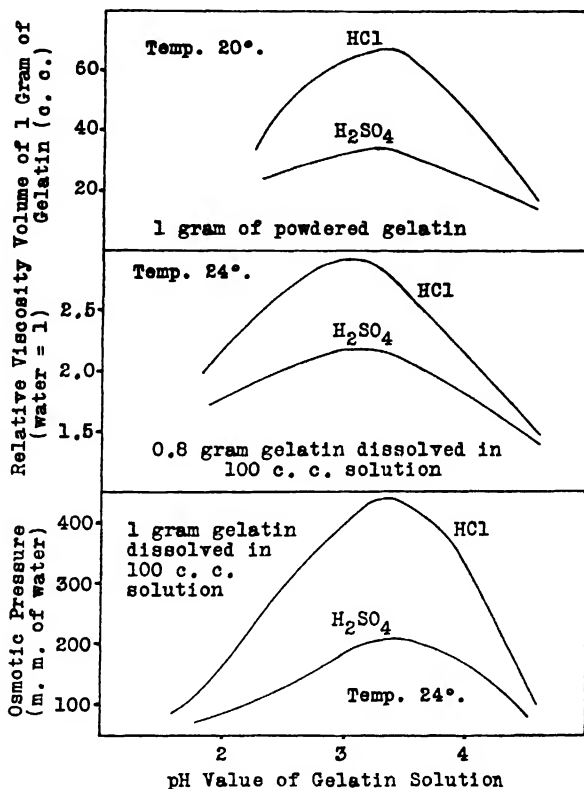 Volume of 1 Gram of
Gelatin (c. c.)
60
40
20
Temp. 20°.
HCl
H₂SO₄
1 gram of powdered gelatin
Relative Viscosity
(water = 1)
2.5
2.0
1.5
Temp. 24°.
HCl
H₂SO₄
0.8 gram gelatin dissolved in
100 c. c. solution
Osmotic Pressure
(m. m. of water)
400
300
200
100
1 gram gelatin
dissolved in
100 c. c.
solution
HCl
H₂SO₄
Temp. 24°.
2 3 4
pH Value of Gelatin Solution